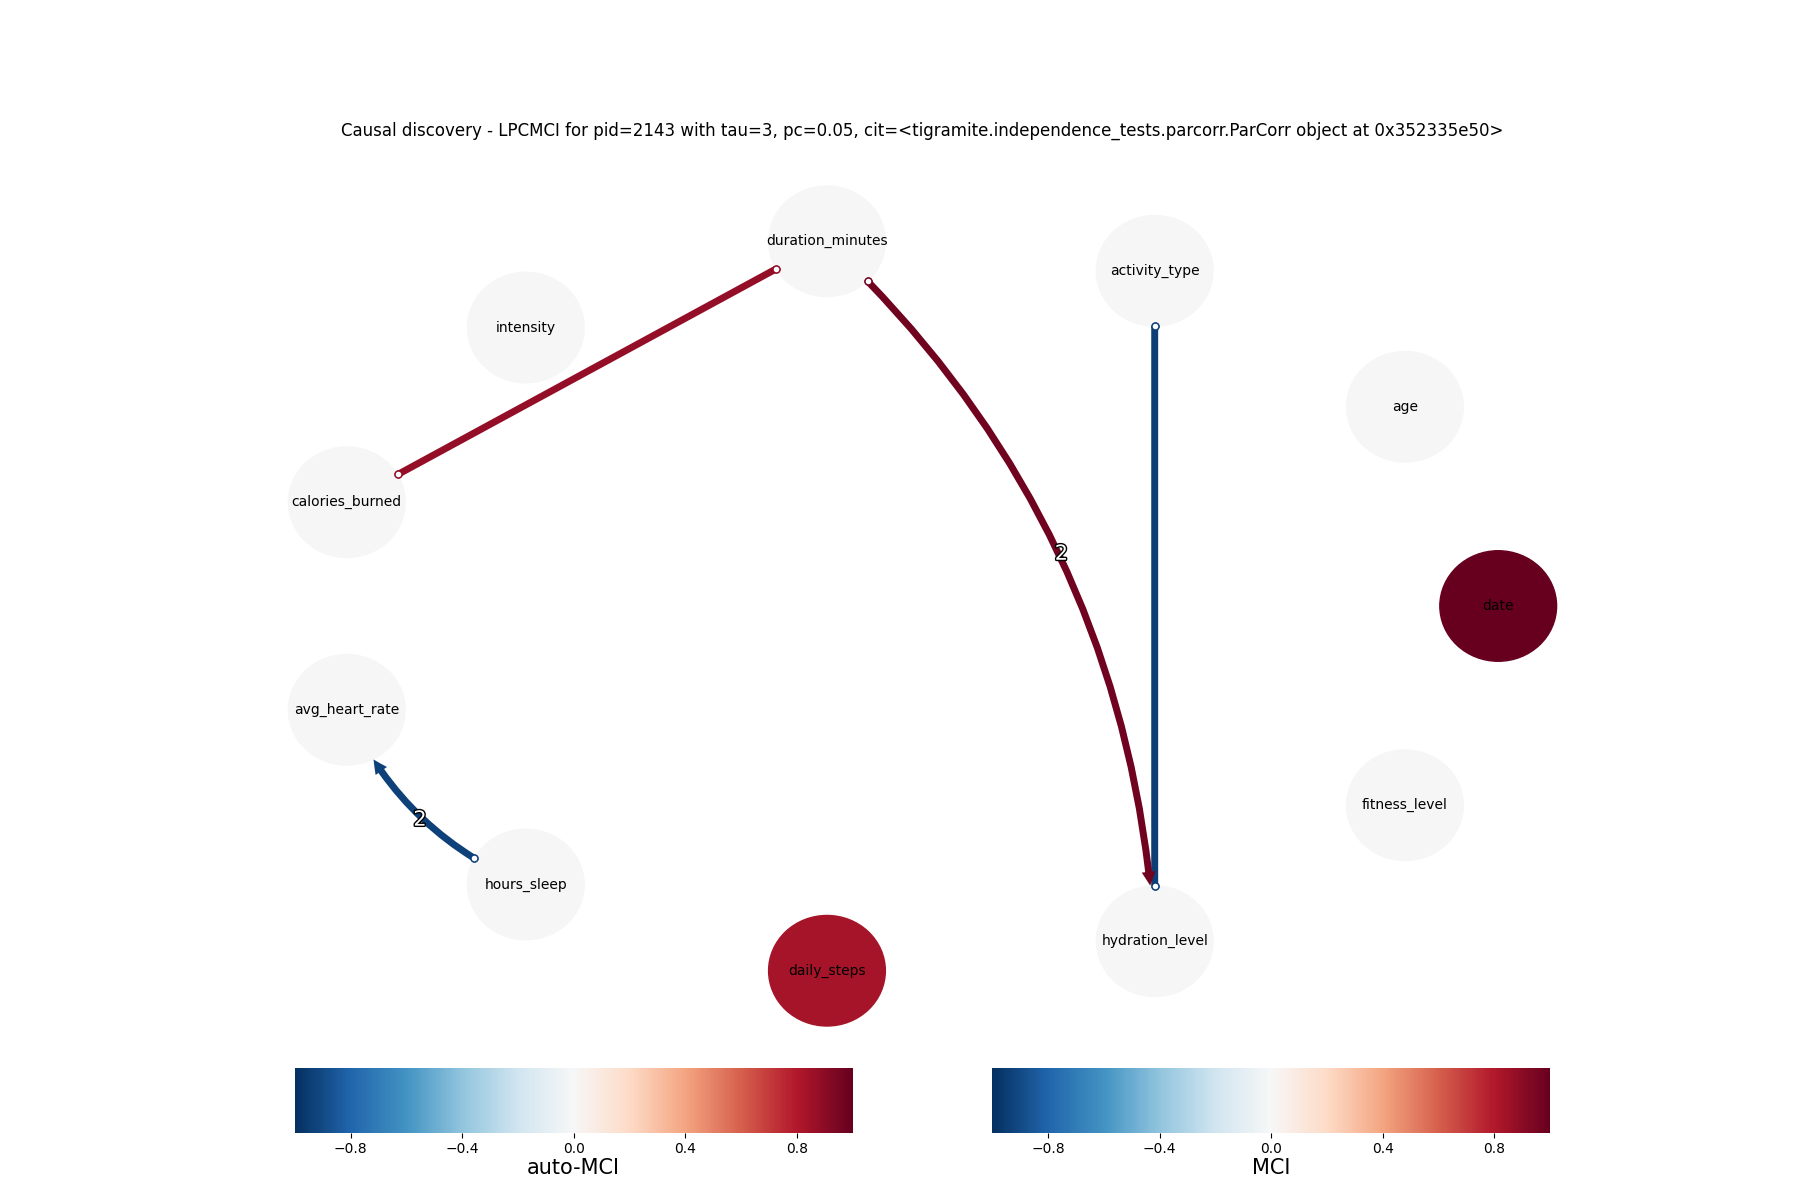 Causal discovery - LPCMCI for pid=2143 with tau=3, pc=0.05, cit=<tigramite.independence_tests.parcorr.ParCorr object at 0x352335e50>
duration_minutes
activity_type
intensity
age
calories_burned
2
date
avg_heart_rate
2
fitness_level
hours_sleep
hydration_level
daily_steps
−0.8 −0.4 0.0 0.4 0.8
auto-MCI
−0.8 −0.4 0.0 0.4 0.8
MCI